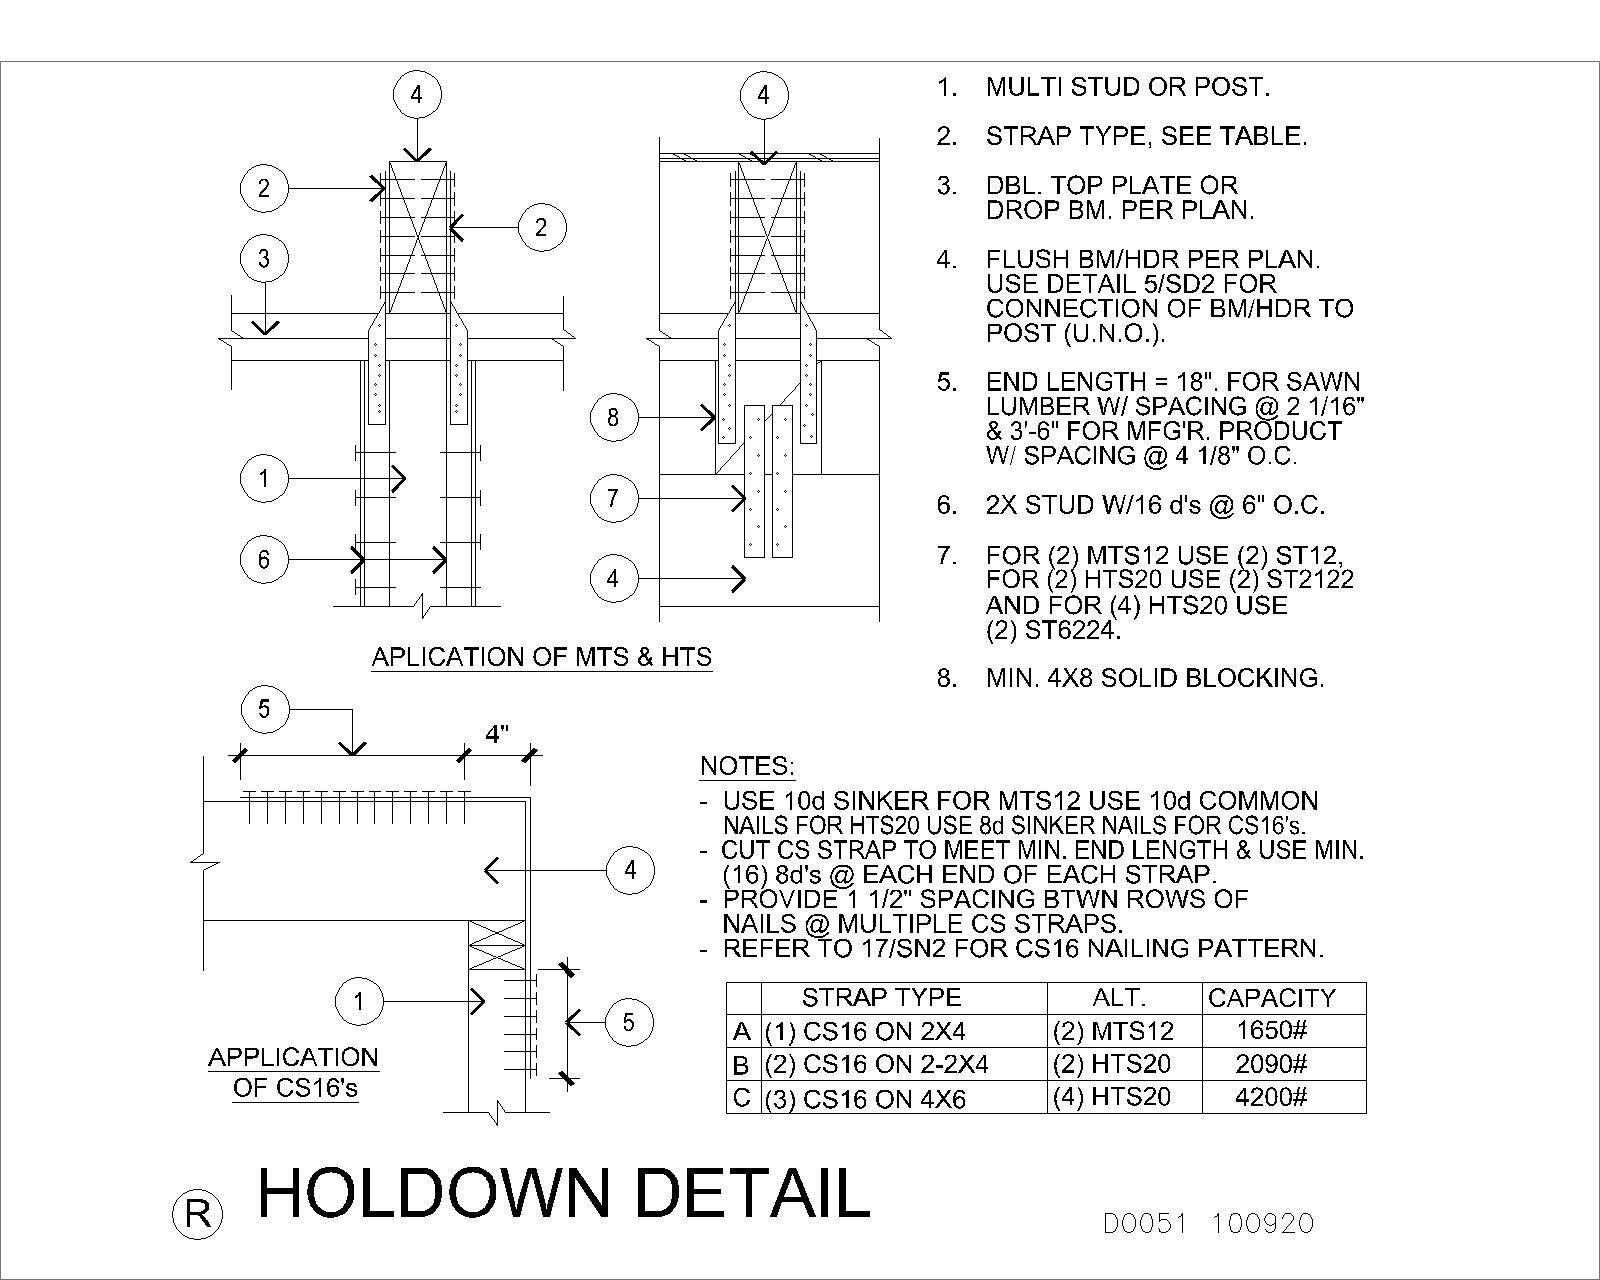 4
4
2
2
3
8
1
7
6
4
APLICATION OF MTS & HTS
1. MULTI STUD OR POST.
2. STRAP TYPE, SEE TABLE.
3. DBL. TOP PLATE OR
DROP BM. PER PLAN.
4. FLUSH BM/HDR PER PLAN.
USE DETAIL 5/SD2 FOR
CONNECTION OF BM/HDR TO
POST (U.N.O.).
5. END LENGTH = 18". FOR SAWN
LUMBER W/ SPACING @ 2 1/16"
& 3'-6" FOR MFG'R. PRODUCT
W/ SPACING @ 4 1/8" O.C.
6. 2X STUD W/16 d's @ 6" O.C.
7. FOR (2) MTS12 USE (2) ST12,
FOR (2) HTS20 USE (2) ST2122
AND FOR (4) HTS20 USE
(2) ST6224.
8. MIN. 4X8 SOLID BLOCKING.
5
4"
4
1
5
APPLICATION
OF CS16's
NOTES:
- USE 10d SINKER FOR MTS12 USE 10d COMMON
NAILS FOR HTS20 USE 8d SINKER NAILS FOR CS16's.
- CUT CS STRAP TO MEET MIN. END LENGTH & USE MIN.
(16) 8d's @ EACH END OF EACH STRAP.
- PROVIDE 1 1/2" SPACING BTWN ROWS OF
NAILS @ MULTIPLE CS STRAPS.
- REFER TO 17/SN2 FOR CS16 NAILING PATTERN.
STRAP TYPE ALT. CAPACITY
A (1) CS16 ON 2X4 (2) MTS12 1650#
B (2) CS16 ON 2-2X4 (2) HTS20 2090#
C (3) CS16 ON 4X6 (4) HTS20 4200#
R HOLDOWN DETAIL
D0051 100920